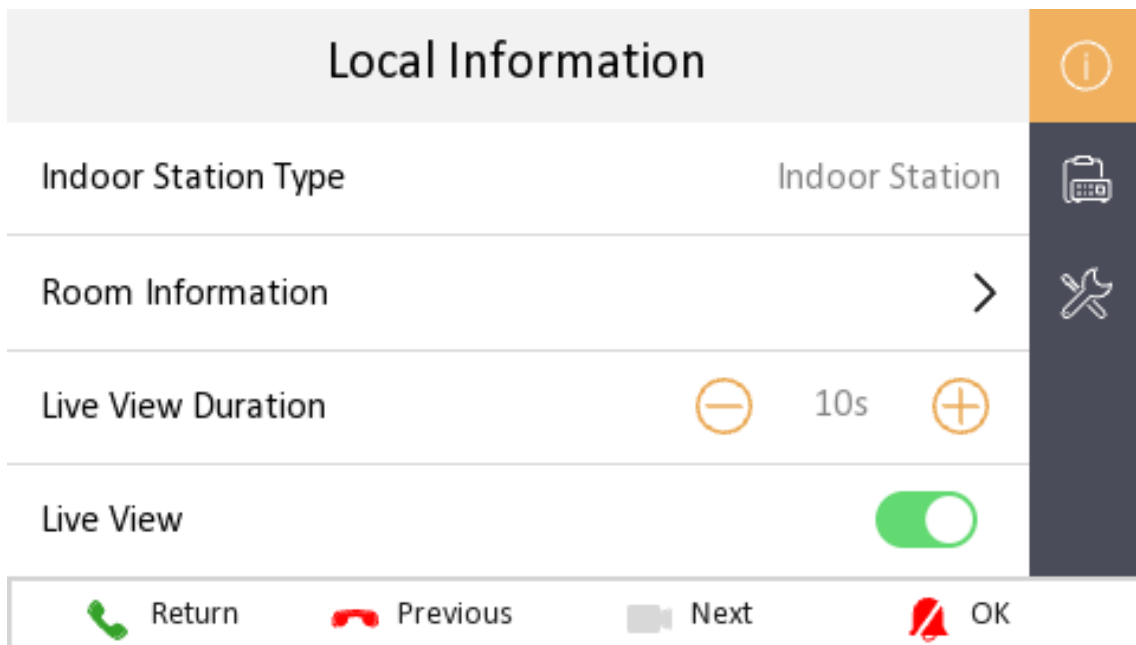 Local Information
Indoor Station Type Indoor Station
Room Information
Live View Duration 10s
Live View
Return Previous Next OK